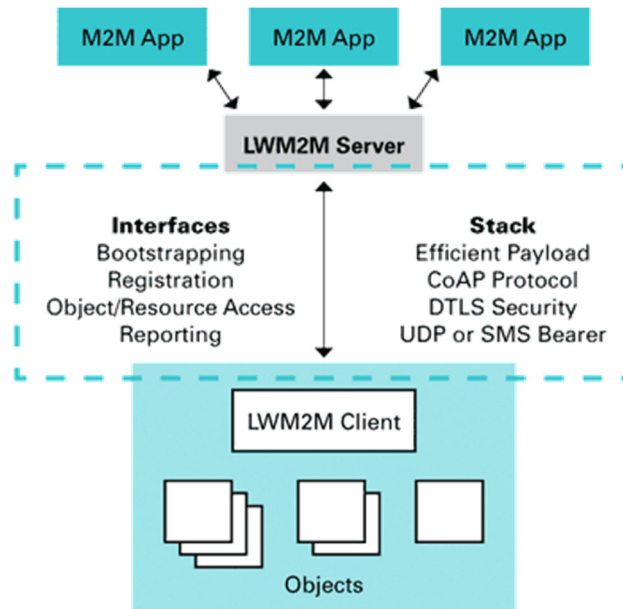 M2M App
M2M App
M2M App
LWM2M Server
Interfaces
Bootstrapping
Registration
Object/Resource Access
Reporting
Stack
Efficient Payload
CoAP Protocol
DTLS Security
UDP or SMS Bearer
LWM2M Client
Objects